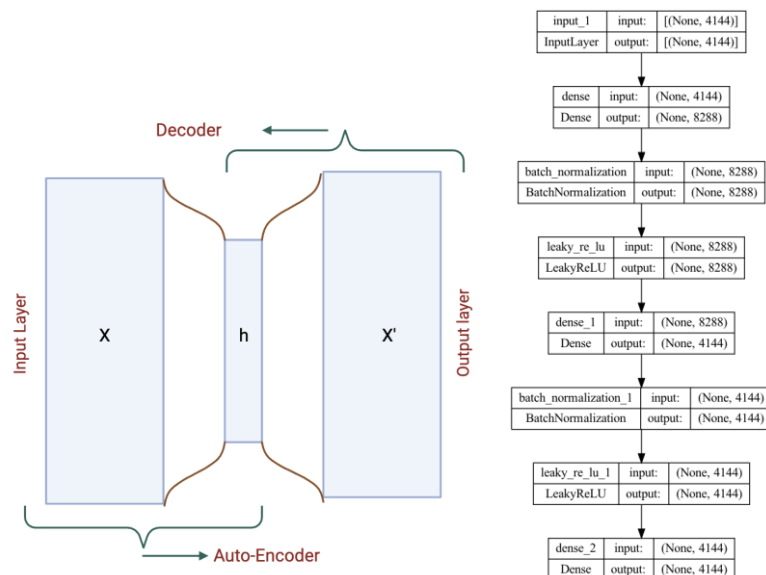 Decoder
Input Layer
X
h
X'
Output layer
Auto-Encoder
input_1 input: [(None, 4144)]
InputLayer output: [(None, 4144)]
dense input: (None, 4144)
Dense output: (None, 8288)
batch_normalization input: (None, 8288)
BatchNormalization output: (None, 8288)
leaky_re_lu input: (None, 8288)
LeakyReLU output: (None, 8288)
dense_1 input: (None, 8288)
Dense output: (None, 4144)
batch_normalization_1 input: (None, 4144)
BatchNormalization output: (None, 4144)
leaky_re_lu_1 input: (None, 4144)
LeakyReLU output: (None, 4144)
dense_2 input: (None, 4144)
Dense output: (None, 4144)